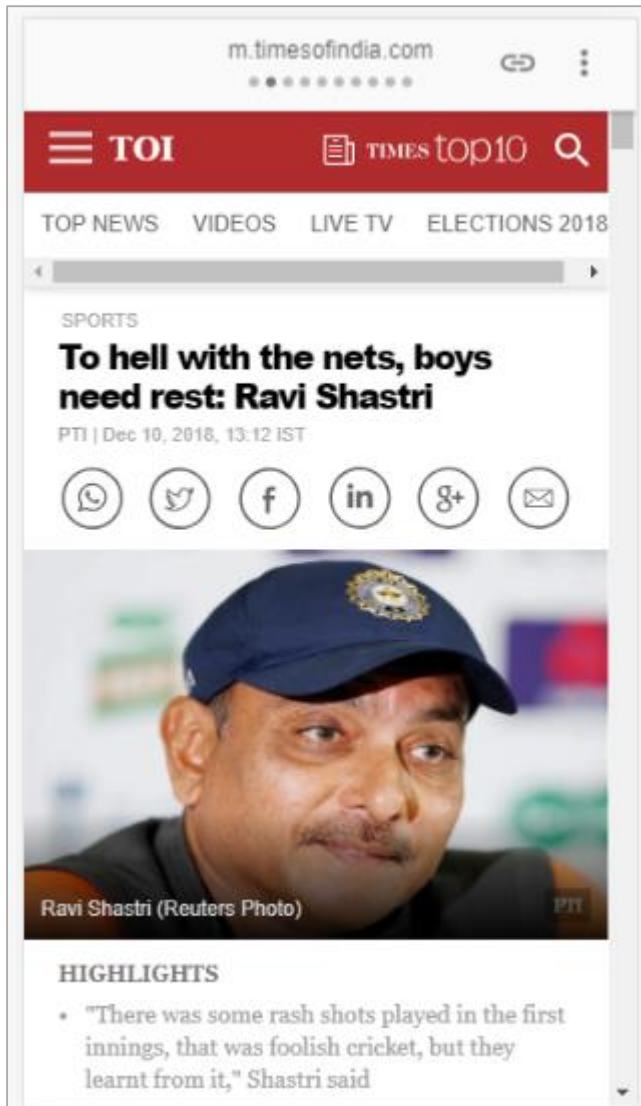 m.timesofindia.com
TOI
TIMES top10
TOP NEWS VIDEOS LIVE TV ELECTIONS 2018
SPORTS
To hell with the nets, boys
need rest: Ravi Shastri
PTI | Dec 10, 2018, 13:12 IST
f
in
g+
Ravi Shastri (Reuters Photo)
PTI
HIGHLIGHTS
• "There was some rash shots played in the first
innings, that was foolish cricket, but they
learnt from it," Shastri said